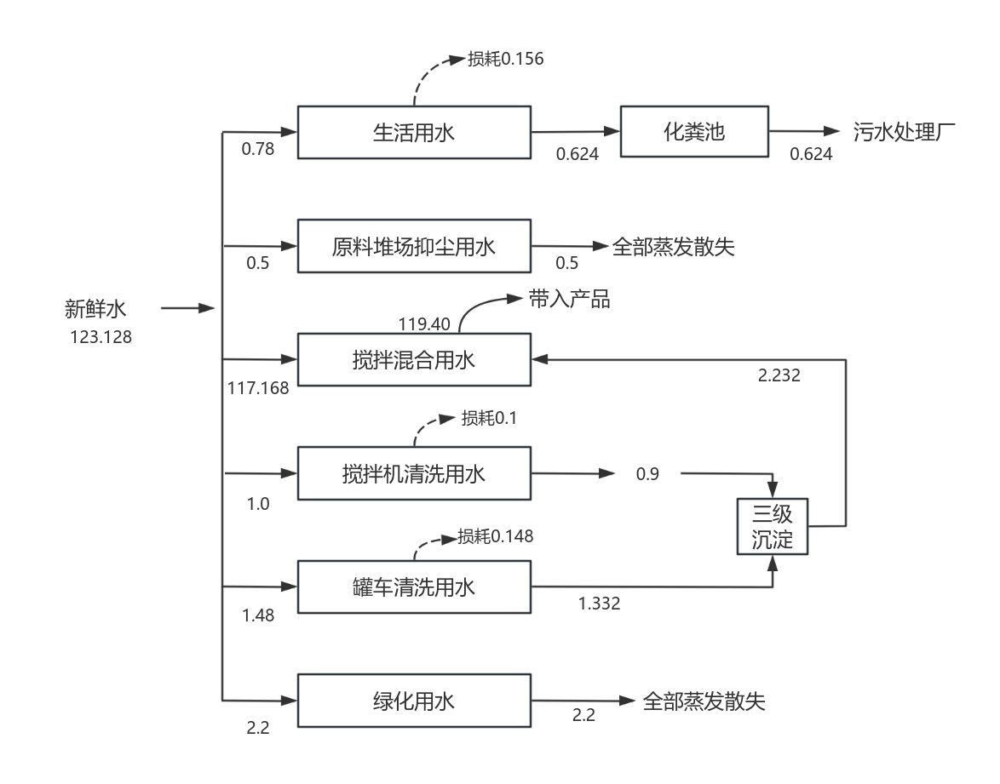 损耗0.156
生活用水
化粪池
污水处理厂
0.78
0.624
0.624
原料堆场抑尘用水
全部蒸发散失
0.5
0.5
新鲜水
123.128
带入产品
119.40
搅拌混合用水
117.168
2.232
损耗0.1
搅拌机清洗用水
0.9
1.0
三级
沉淀
损耗0.148
罐车清洗用水
1.48
1.332
绿化用水
全部蒸发散失
2.2
2.2